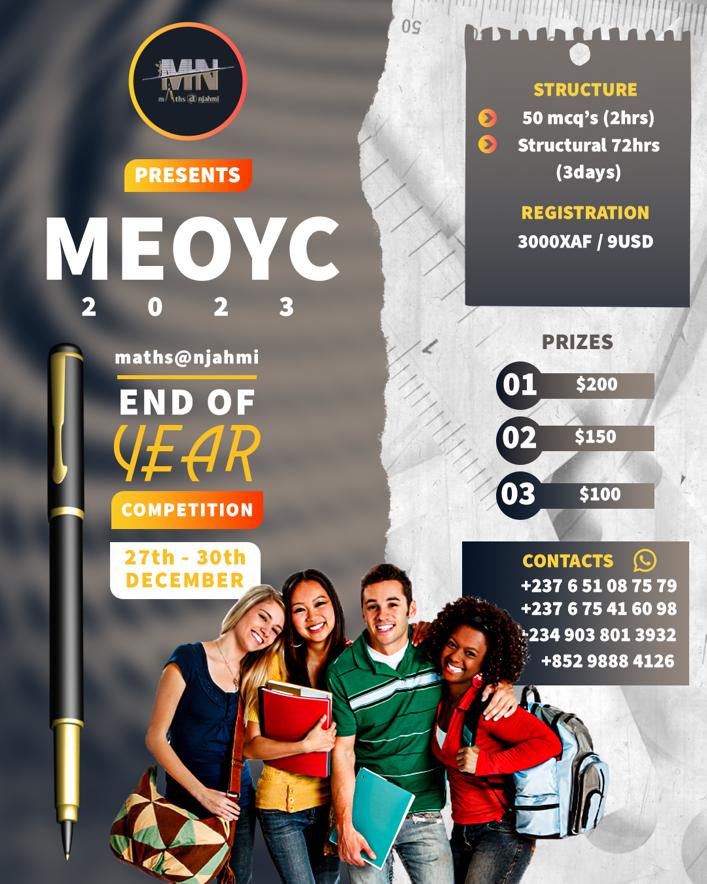 MN
maths@njahmi
PRESENTS
MEOYC
2 0 2 3
maths@njahmi
END OF
YEAR
COMPETITION
27th - 30th
DECEMBER
50
STRUCTURE
50 mcq’s (2hrs)
Structural 72hrs
(3days)
REGISTRATION
3000XAF / 9USD
PRIZES
01 $200
02 $150
03 $100
CONTACTS
+237 6 51 08 75 79
+237 6 75 41 60 98
+234 903 801 3932
+852 9888 4126